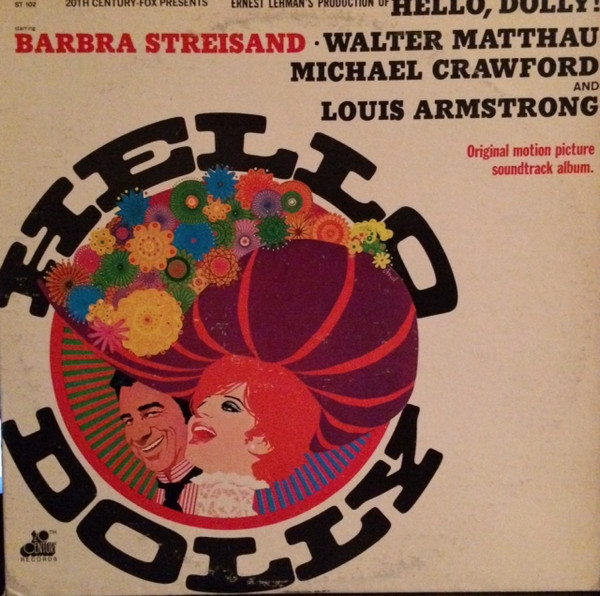 ST 102
20TH CENTURY-FOX PRESENTS
ERNEST LEHMAN'S PRODUCTION OF HELLO, DOLLY!
starring
BARBRA STREISAND · WALTER MATTHAU
MICHAEL CRAWFORD
AND
LOUIS ARMSTRONG
Original motion picture
soundtrack album.
HELLO
DOLLY
20TH
CENTURY
RECORDS